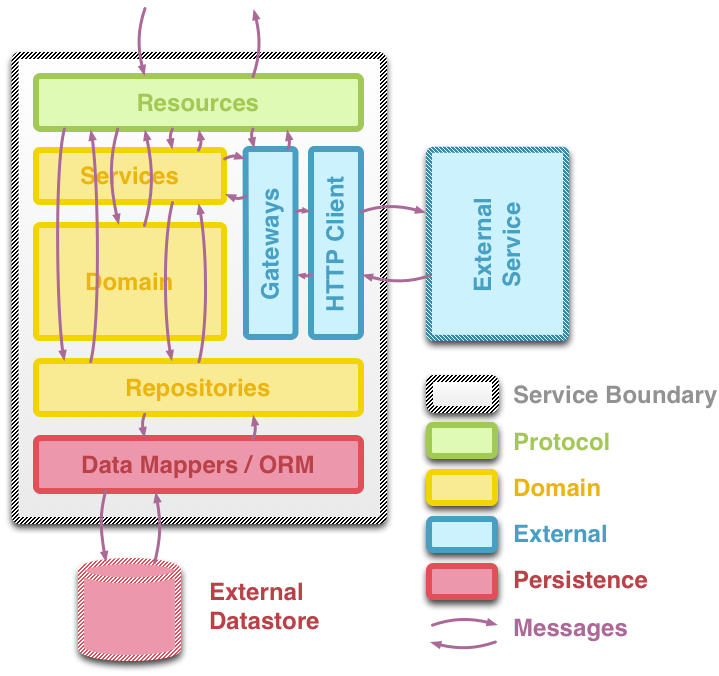 Resources
Services
Domain
Gateways
HTTP Client
External
Service
Repositories
Data Mappers / ORM
External
Datastore
Service Boundary
Protocol
Domain
External
Persistence
Messages